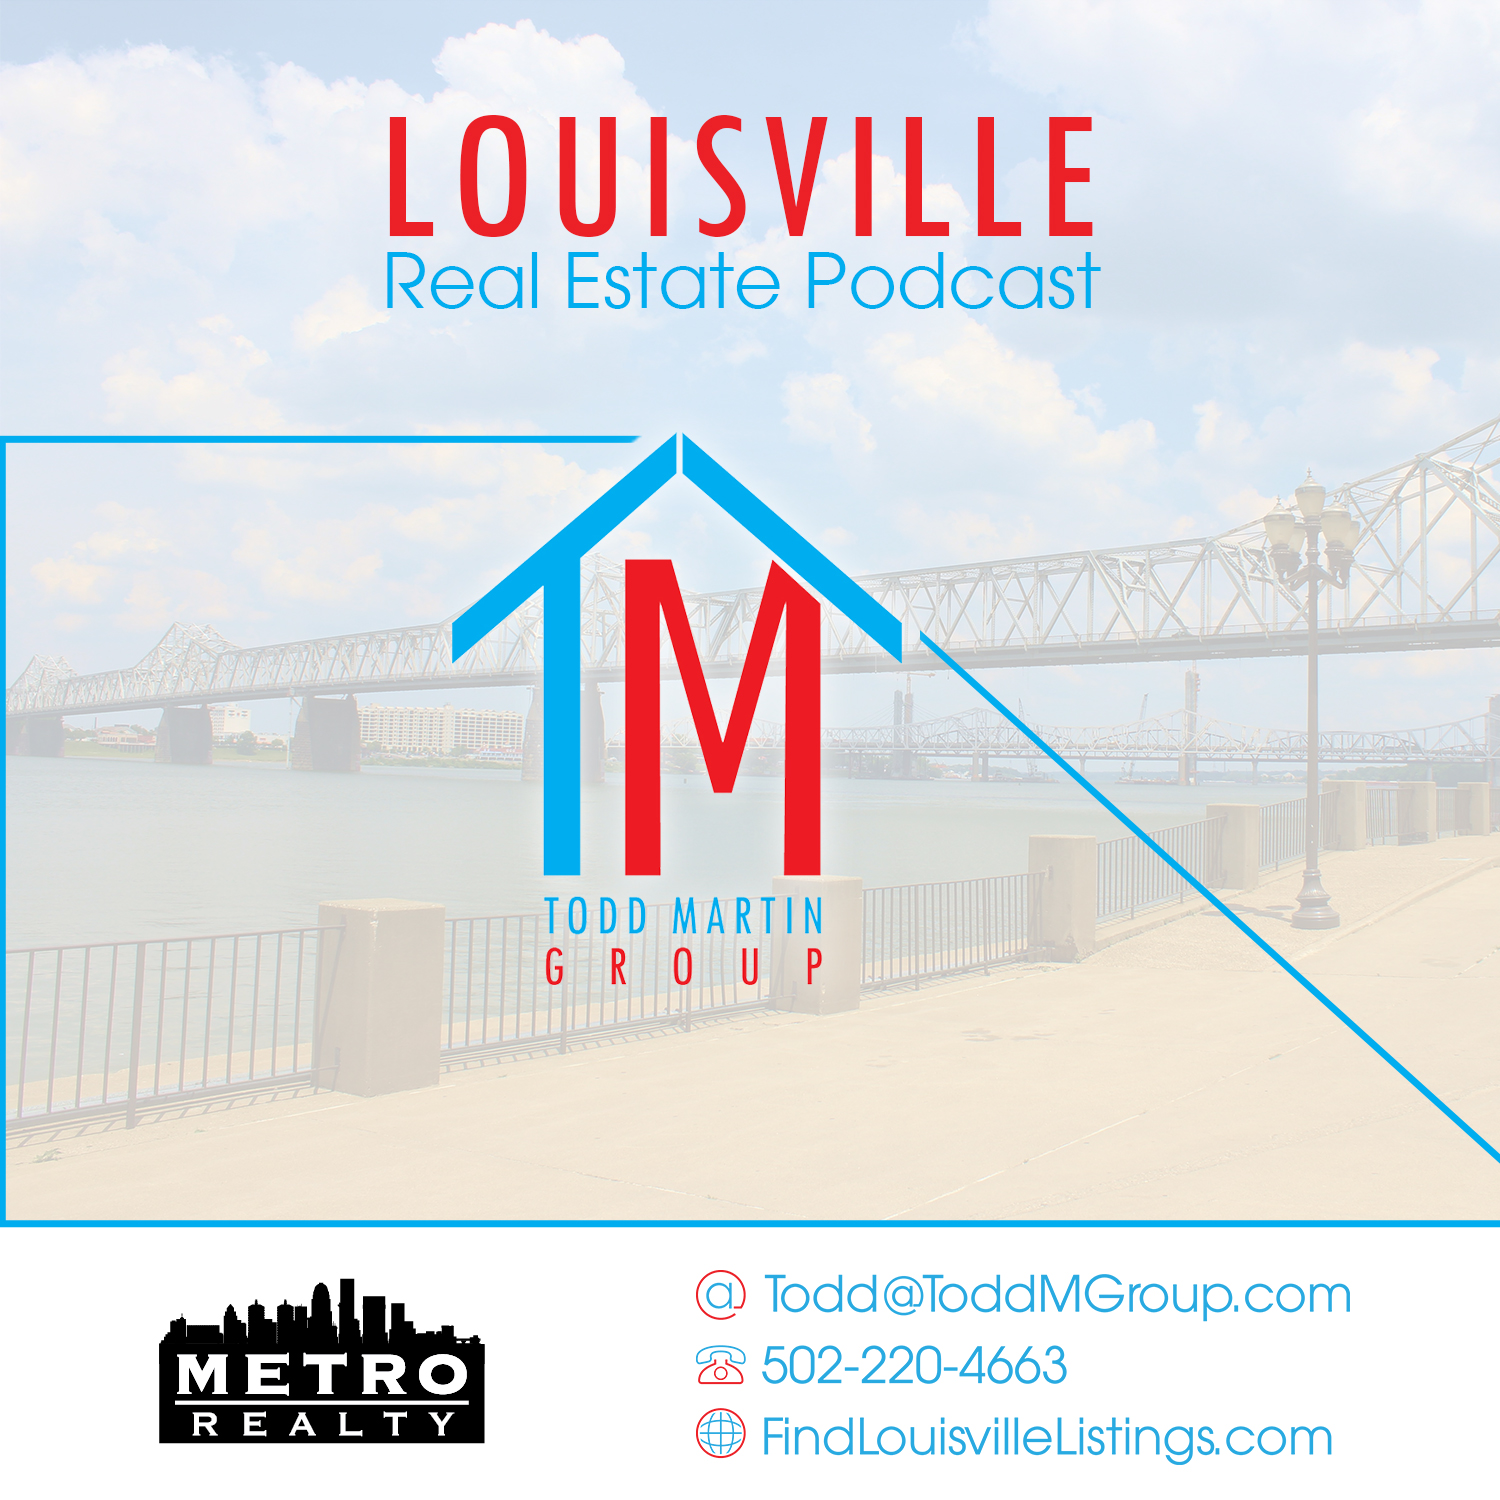 LOUISVILLE
Real Estate Podcast
TM
TODD MARTIN
GROUP
METRO
REALTY
@ Todd@ToddMGroup.com
502-220-4663
FindLouisvilleListings.com